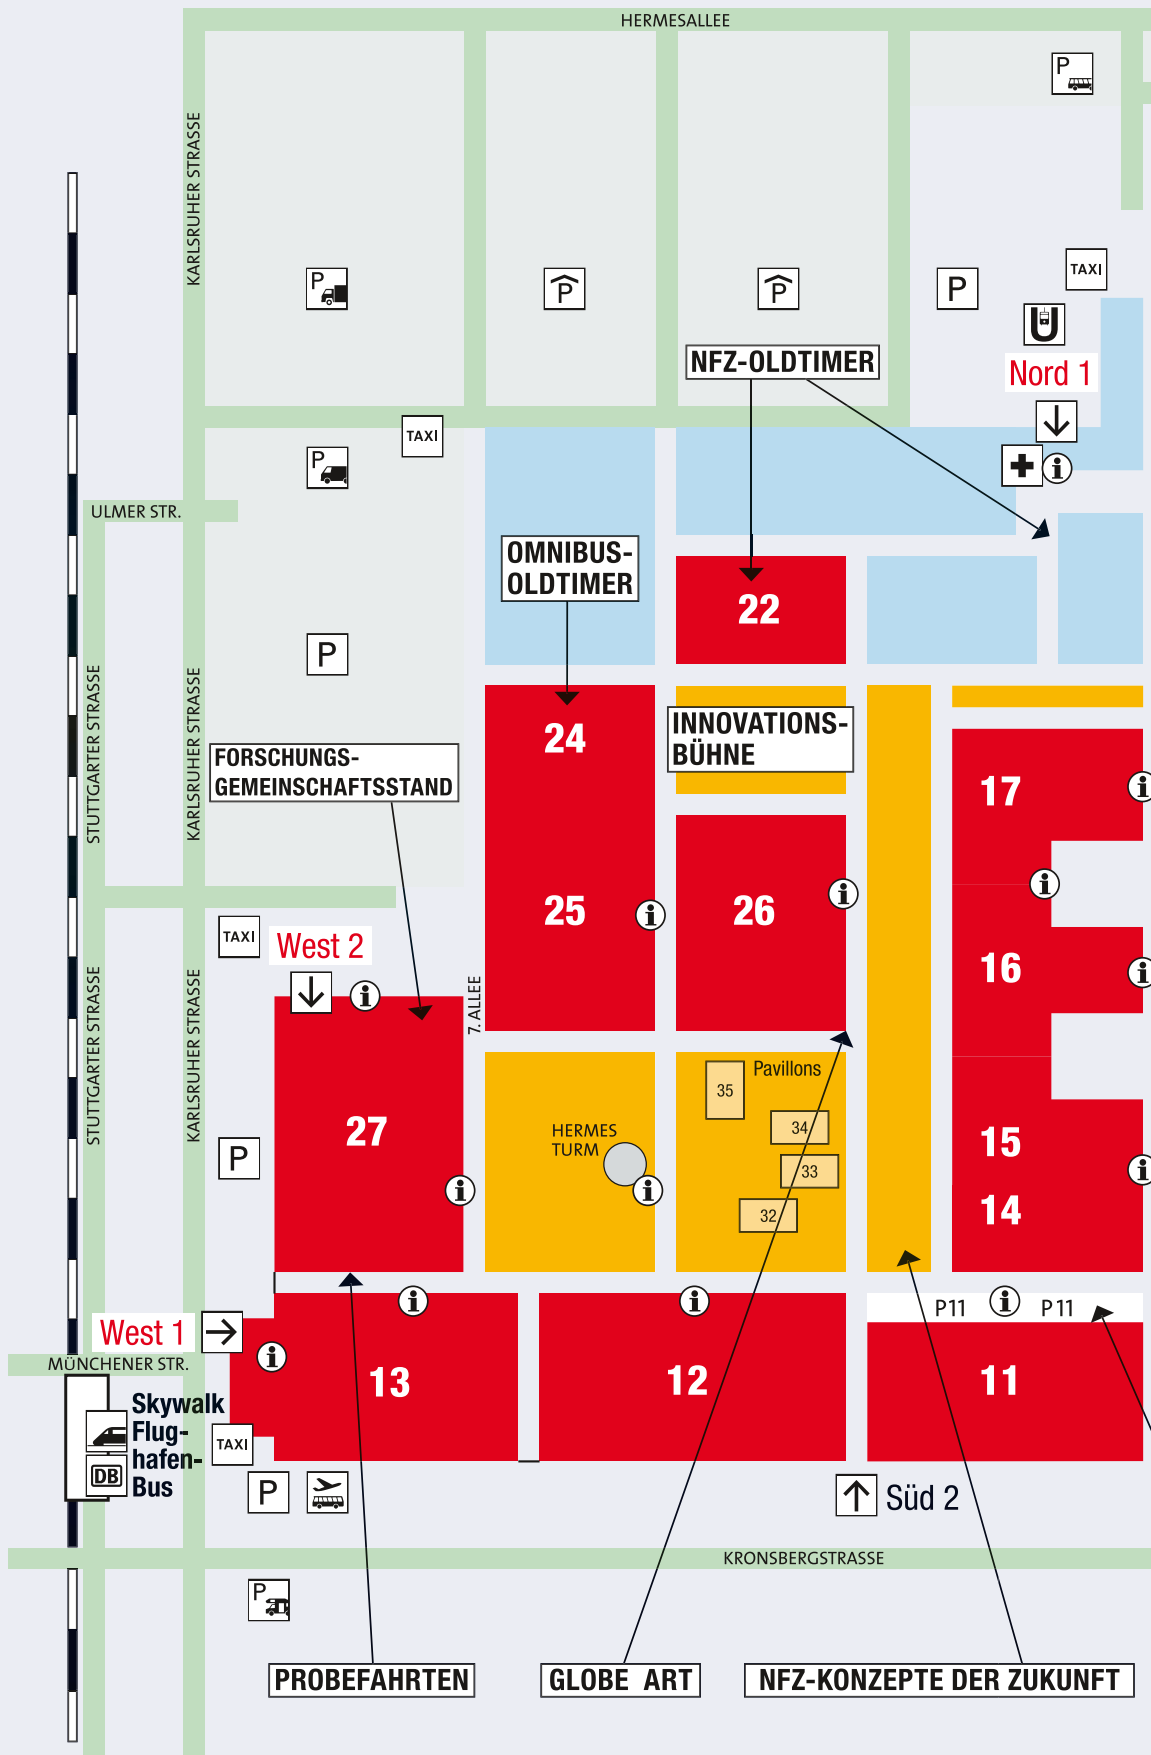 HERMESALLEE
P
KARLSRUHER STRASSE
P
P
P
P
TAXI
U
NFZ-OLDTIMER
Nord 1
TAXI
P
i
ULMER STR.
OMNIBUS-
OLDTIMER
22
P
STUTTGARTER STRASSE
KARLSRUHER STRASSE
24
INNOVATIONS-
BÜHNE
FORSCHUNGS-
GEMEINSCHAFTSSTAND
17
i
i
25
i
26
i
TAXI
West 2
i
16
i
STUTTGARTER STRASSE
KARLSRUHER STRASSE
7. ALLEE
Pavillons
35
27
HERMES
TURM
34
15
P
33
i
i
i
32
14
i
i
P11
i
P11
West 1
i
MÜNCHENER STR.
13
12
11
Skywalk
Flug-
hafen-
Bus
TAXI
DB
P
Süd 2
KRONSBERGSTRASSE
P
PROBEFAHRTEN
GLOBE ART
NFZ-KONZEPTE DER ZUKUNFT